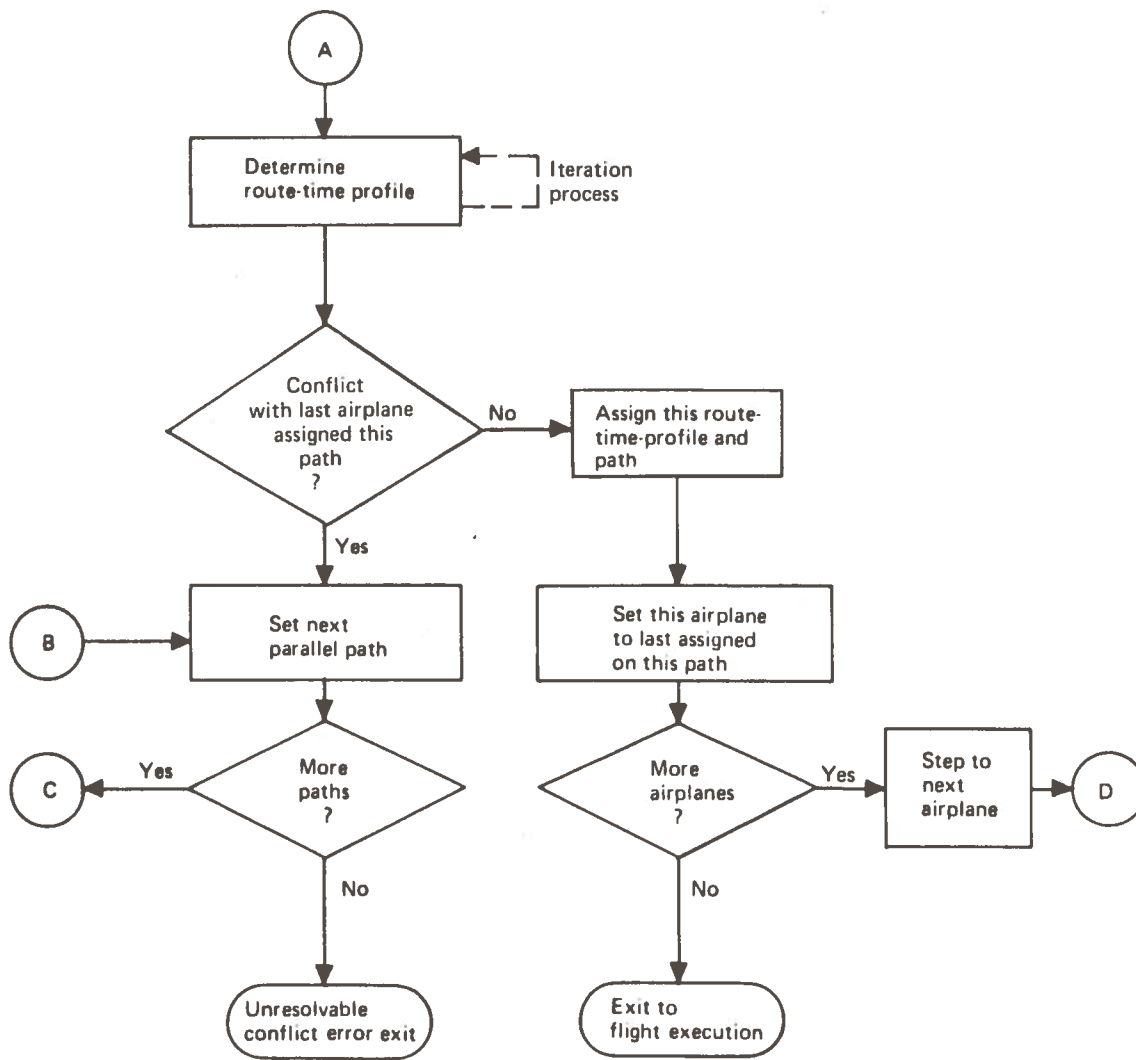 A
Determine
route-time profile
Iteration
process
Conflict
with last airplane
assigned this
path
?
No
Assign this route-
time-profile and
path
Yes
B
Set next
parallel path
Set this airplane
to last assigned
on this path
C
Yes
More
paths
?
More
airplanes
?
Yes
Step to
next
airplane
D
No
No
Unresolvable
conflict error exit
Exit to
flight execution